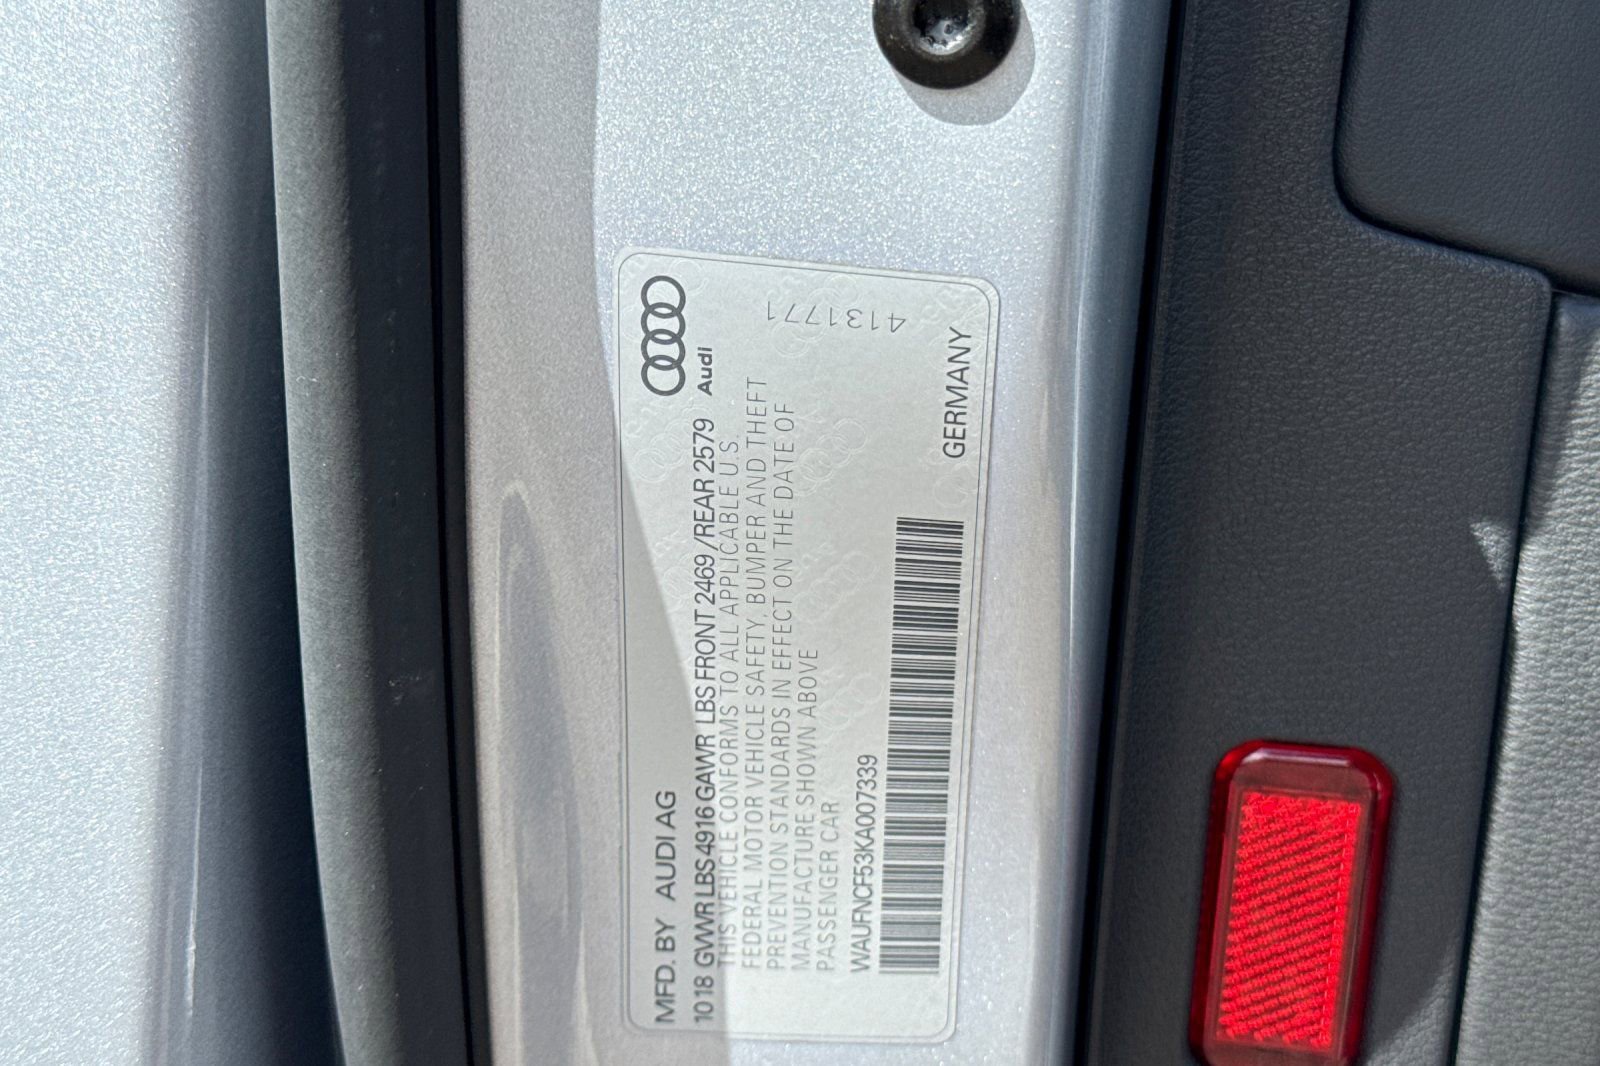 MFD. BY AUDI AG
Audi
1018 GVWR LBS 4916 GAWR LBS FRONT 2469 /REAR 2579
THIS VEHICLE CONFORMS TO ALL APPLICABLE U.S.
FEDERAL MOTOR VEHICLE SAFETY, BUMPER AND THEFT
PREVENTION STANDARDS IN EFFECT ON THE DATE OF
MANUFACTURE SHOWN ABOVE
PASSENGER CAR.
4131771
WAUFNCF53KA007339
GERMANY